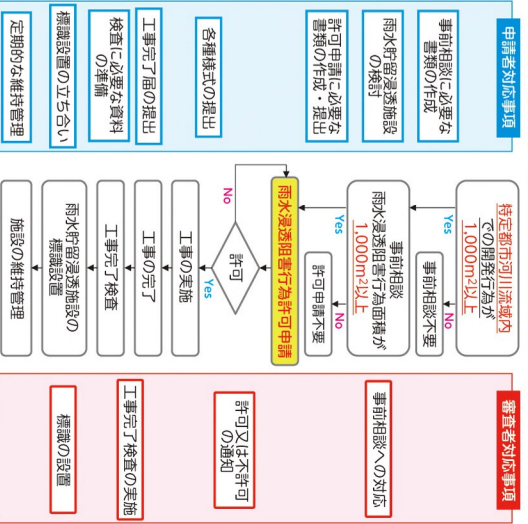 申請者対応事項
事前相談に必要な
書類の作成
雨水貯留浸透施設
の検討
許可申請に必要な
書類の作成・提出
各種様式の提出
工事完了届の提出
検査に必要な資料
の準備
標識設置の立ち合い
定期的な維持管理
特定都市河川流域内
での開発行為が
1,000m2以上
Yes
No
事前相談不要
事前相談
雨水浸透阻害行為面積が
1,000m2以上
Yes
No
許可申請不要
雨水浸透阻害行為許可申請
No
許可
Yes
工事の実施
工事の完了
工事完了検査
雨水貯留浸透施設の
標識設置
施設の維持管理
審査者対応事項
事前相談への対応
許可又は不許可
の通知
工事完了検査の実施
標識の設置